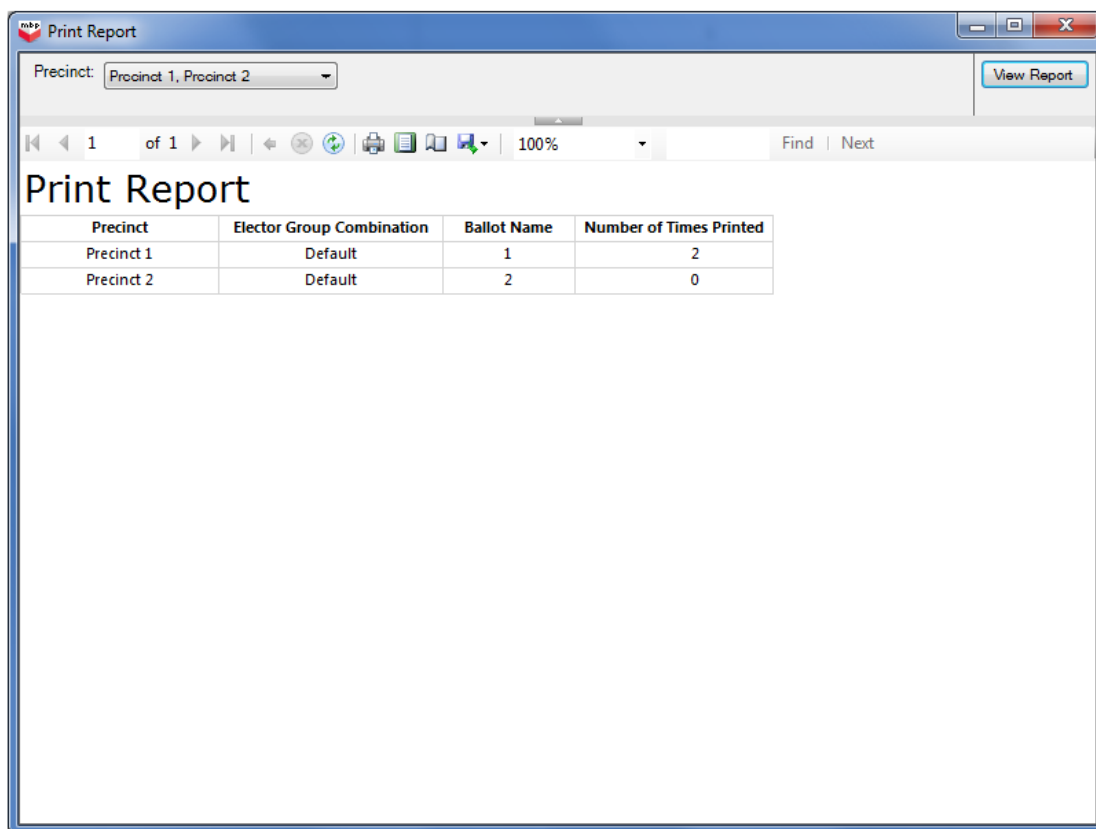 mbp Print Report
Precinct: Precinct 1, Precinct 2 View Report
1 of 1 100% Find | Next
Print Report
Precinct Elector Group Combination Ballot Name Number of Times Printed
Precinct 1 Default 1 2
Precinct 2 Default 2 0